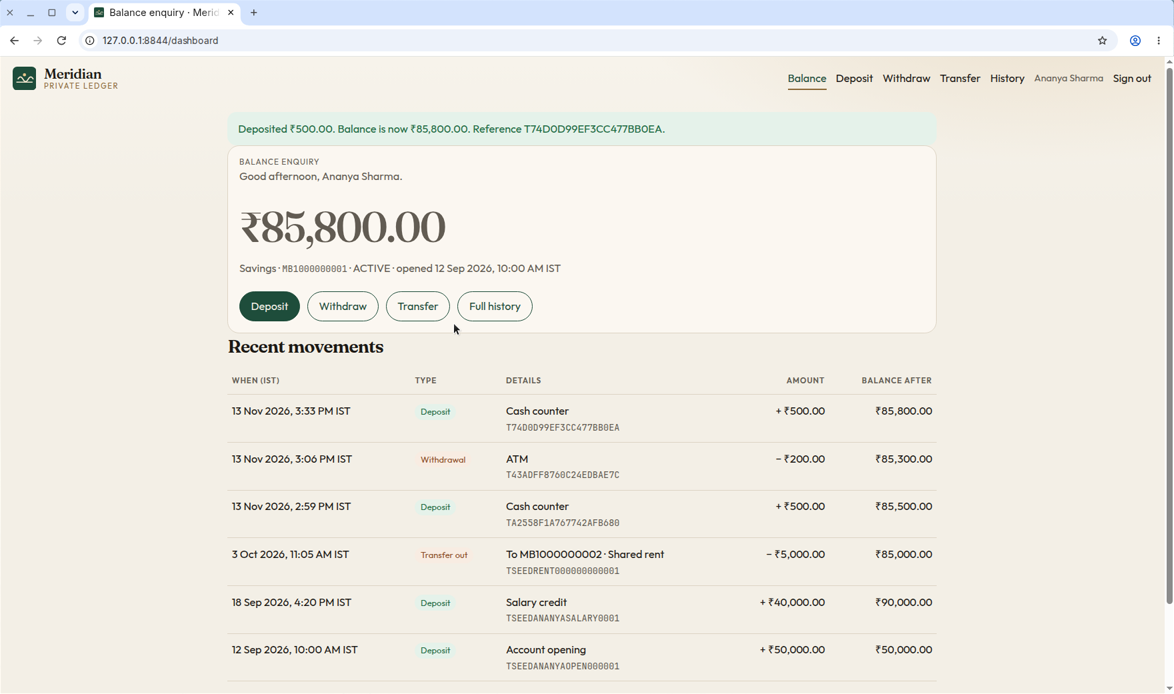 Balance enquiry · Merid
127.0.0.1:8844/dashboard
Meridian
PRIVATE LEDGER
Balance Deposit Withdraw Transfer History Ananya Sharma Sign out
Deposited ₹500.00. Balance is now ₹85,800.00. Reference T74D0D99EF3CC477BB0EA.
BALANCE ENQUIRY
Good afternoon, Ananya Sharma.
₹85,800.00
Savings · MB1000000001 · ACTIVE · opened 12 Sep 2026, 10:00 AM IST
Deposit Withdraw Transfer Full history
Recent movements
WHEN (IST) TYPE DETAILS AMOUNT BALANCE AFTER
13 Nov 2026, 3:33 PM IST Deposit Cash counter + ₹500.00 ₹85,800.00
T74D0D99EF3CC477BB0EA
13 Nov 2026, 3:06 PM IST Withdrawal ATM − ₹200.00 ₹85,300.00
T43ADFF8760C24EDBAE7C
13 Nov 2026, 2:59 PM IST Deposit Cash counter + ₹500.00 ₹85,500.00
TA2558F1A767742AFB680
3 Oct 2026, 11:05 AM IST Transfer out To MB1000000002 · Shared rent − ₹5,000.00 ₹85,000.00
TSEEDRENT000000000001
18 Sep 2026, 4:20 PM IST Deposit Salary credit + ₹40,000.00 ₹90,000.00
TSEEDANANYASALARY0001
12 Sep 2026, 10:00 AM IST Deposit Account opening + ₹50,000.00 ₹50,000.00
TSEEDANANYAOPEN000001